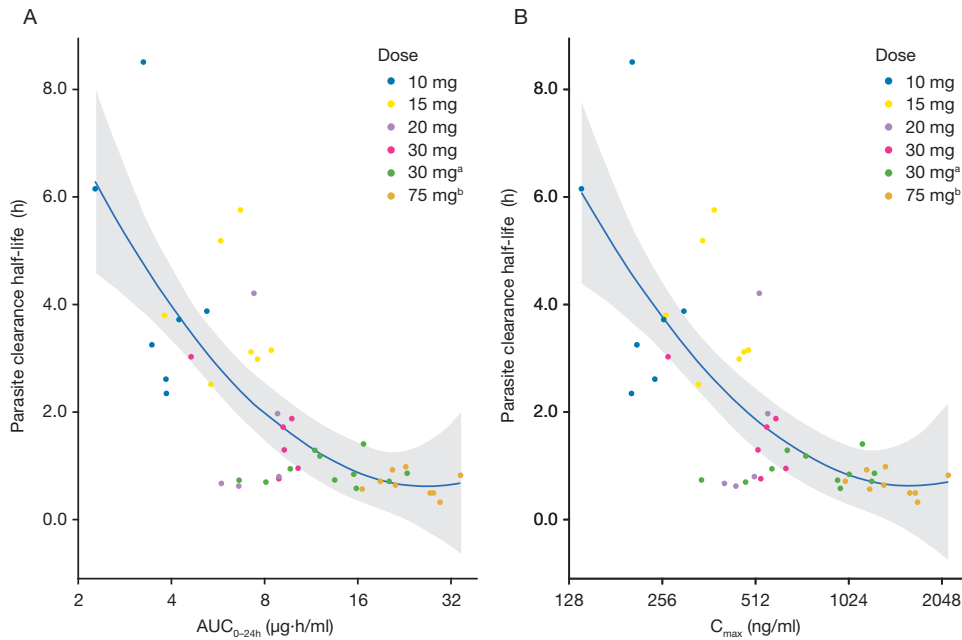 A
Parasite clearance half-life (h)
8.0
6.0
4.0
2.0
0.0
2 4 8 16 32
AUC0–24h (µg·h/ml)
Dose
10 mg
15 mg
20 mg
30 mg
30 mga
75 mgb
B
Parasite clearance half-life (h)
8.0
6.0
4.0
2.0
0.0
128 256 512 1024 2048
Cmax (ng/ml)
Dose
10 mg
15 mg
20 mg
30 mg
30 mga
75 mgb